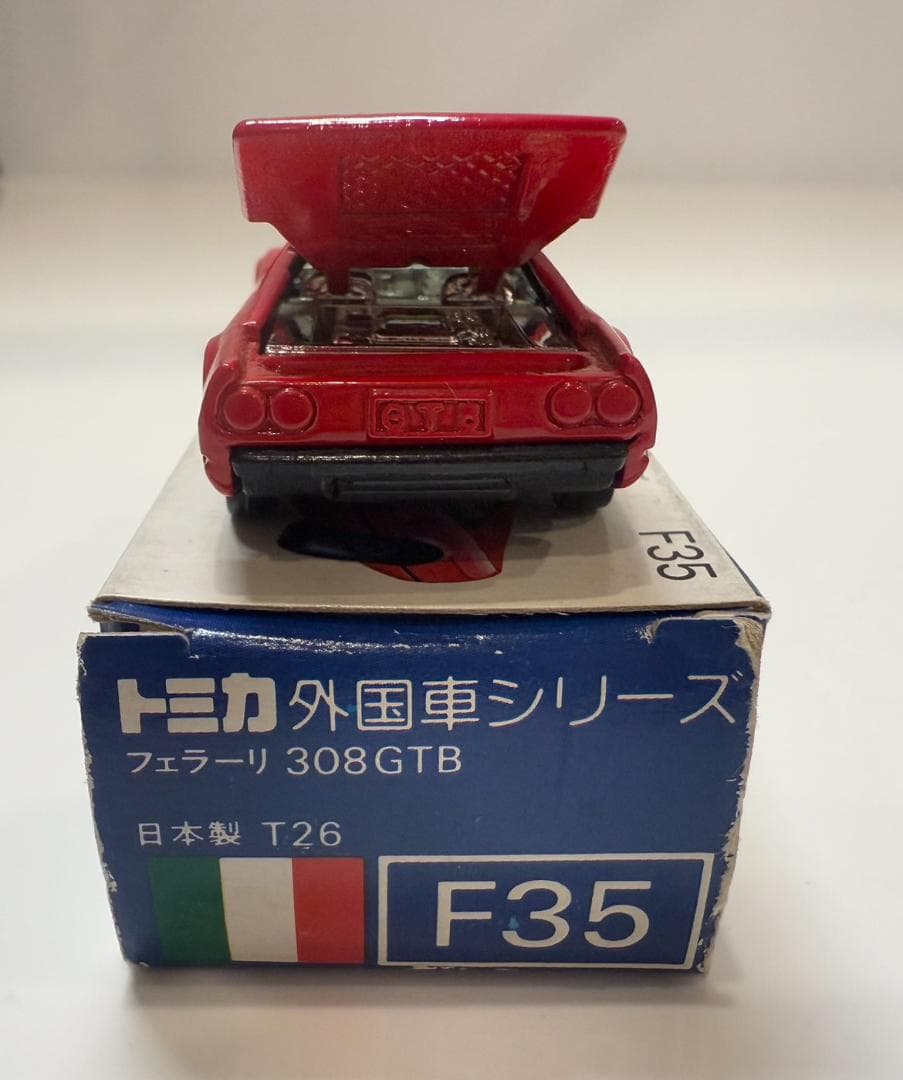 F35
トミカ 外国車シリーズ
フェラーリ 308GTB
日本製 T26
F35